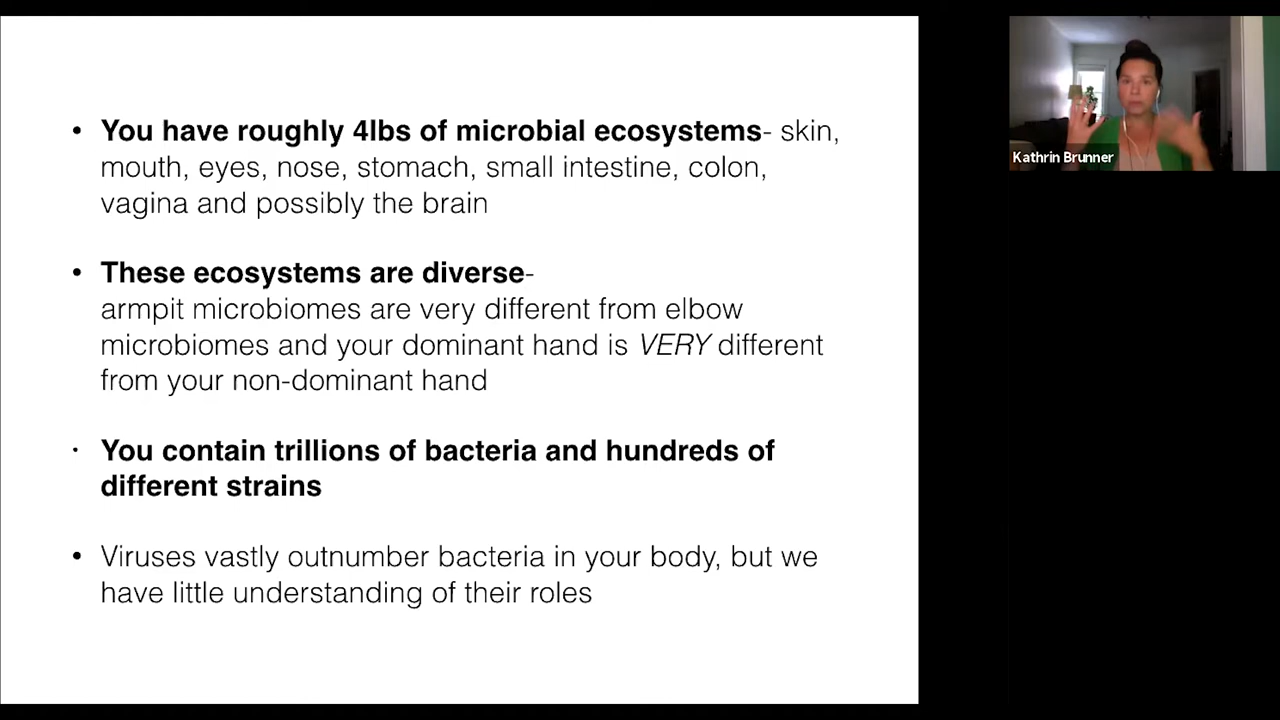 • You have roughly 4lbs of microbial ecosystems- skin,
mouth, eyes, nose, stomach, small intestine, colon,
vagina and possibly the brain
• These ecosystems are diverse-
armpit microbiomes are very different from elbow
microbiomes and your dominant hand is VERY different
from your non-dominant hand
· You contain trillions of bacteria and hundreds of
different strains
• Viruses vastly outnumber bacteria in your body, but we
have little understanding of their roles
Kathrin Brunner